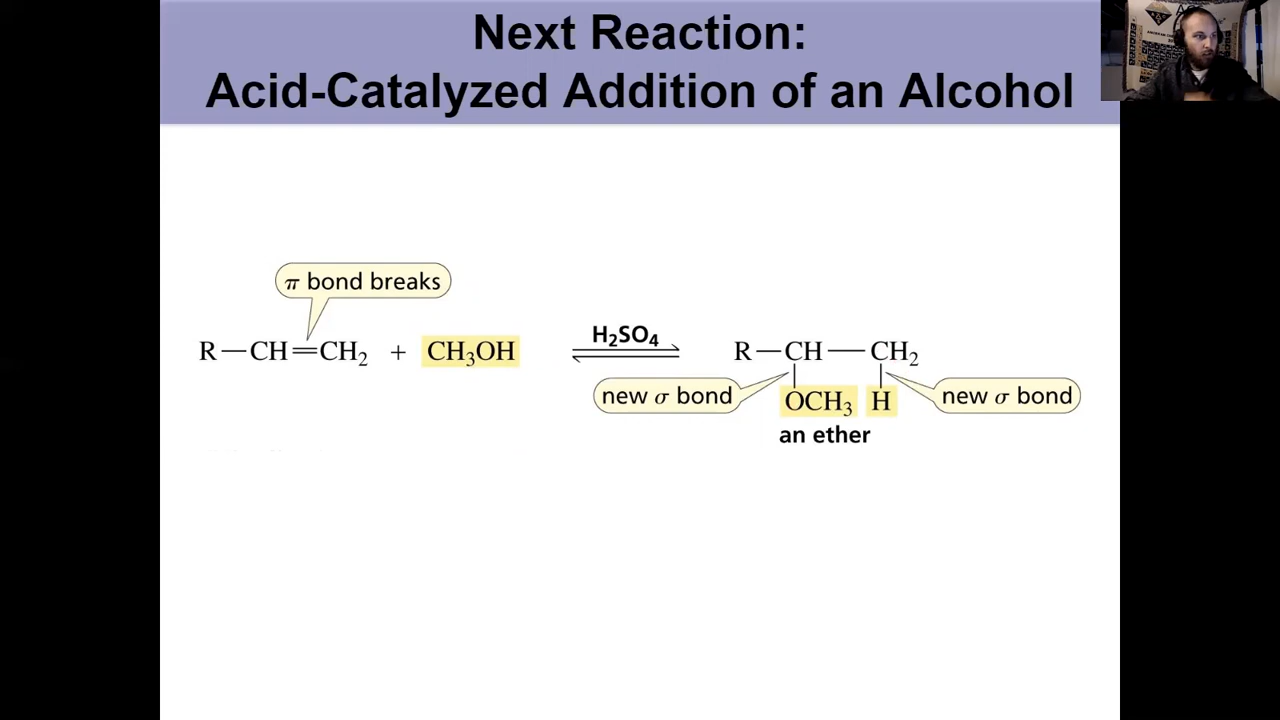 Next Reaction:
Acid-Catalyzed Addition of an Alcohol
π bond breaks
R—CH=CH₂ + CH₃OH
H₂SO₄
R—CH—CH₂
new σ bond
OCH₃ H
new σ bond
an ether